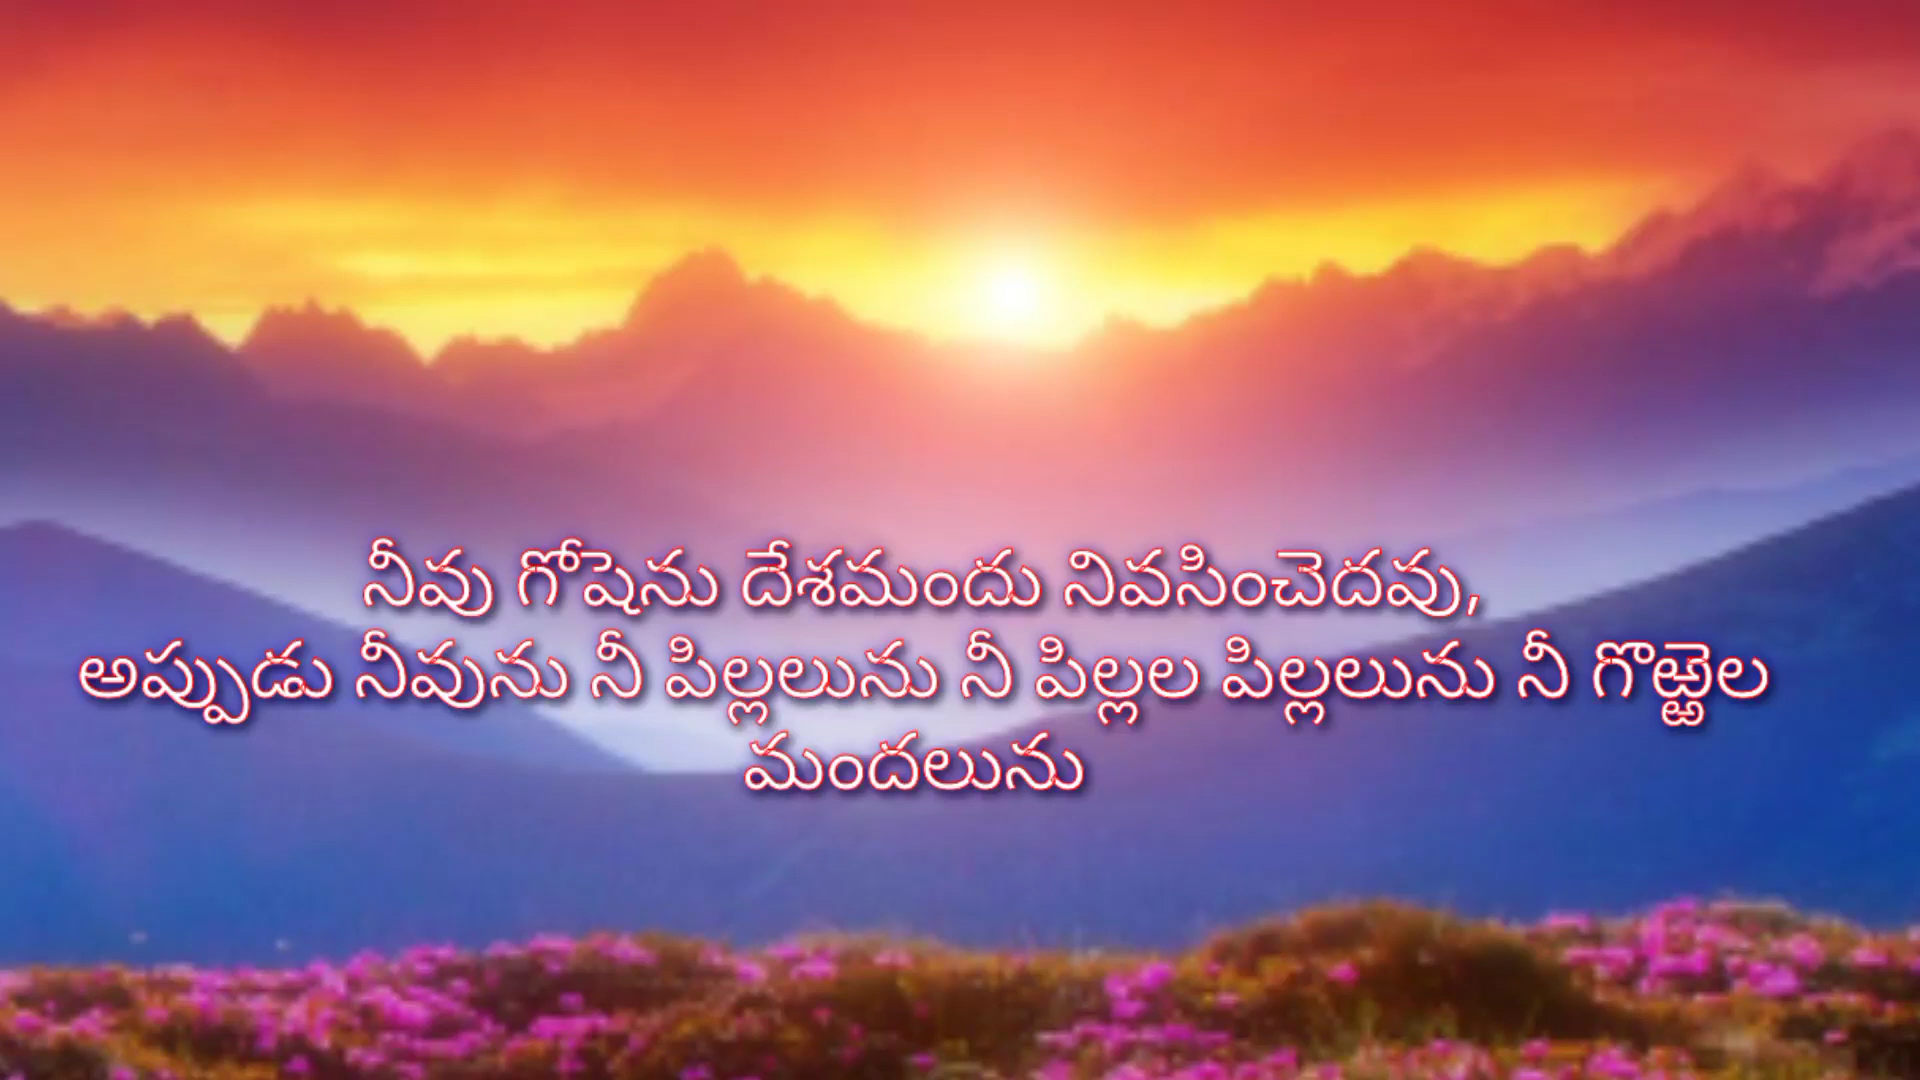 నీవు గోషెను దేశమందు నివసించెదవు,
అప్పుడు నీవును నీ పిల్లలును నీ పిల్లల పిల్లలును నీ గొఱ్ఱెల
మందలును